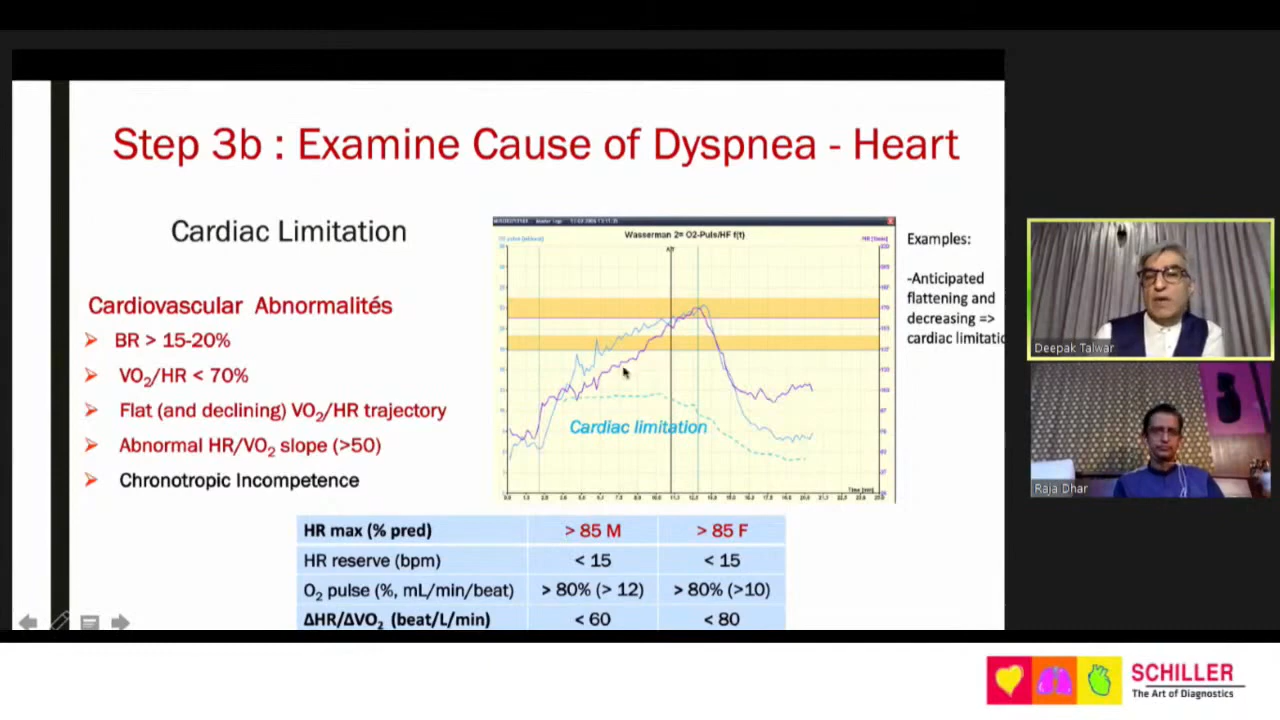 Step 3b : Examine Cause of Dyspnea - Heart
Cardiac Limitation
Cardiovascular Abnormalités
BR > 15-20%
VO₂/HR < 70%
Flat (and declining) VO₂/HR trajectory
Abnormal HR/VO₂ slope (>50)
Chronotropic Incompetence
Wasserman 2= O2-Puls/HF f(t)
AT
Cardiac limitation
Time [min]
Examples:
-Anticipated
flattening and
decreasing =>
cardiac limitatio
HR max (% pred) > 85 M > 85 F
HR reserve (bpm) < 15 < 15
O₂ pulse (%, mL/min/beat) > 80% (> 12) > 80% (>10)
ΔHR/ΔVO₂ (beat/L/min) < 60 < 80
Deepak Talwar
Raja Dhar
SCHILLER
The Art of Diagnostics